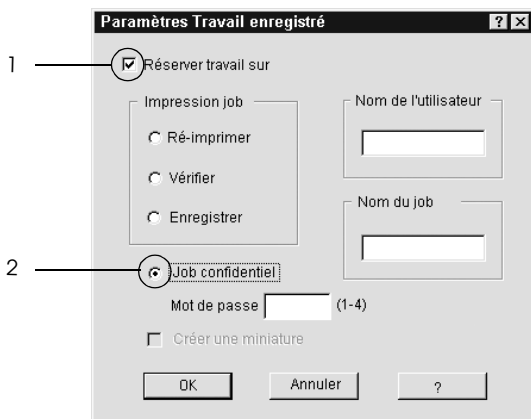 Paramètres Travail enregistré
? ×
1
Réserver travail sur
Impression job
Ré-imprimer
Vérifier
Enregistrer
Nom de l'utilisateur
Nom du job
2
Job confidentiel
Mot de passe (1-4)
Créer une miniature
OK Annuler ?